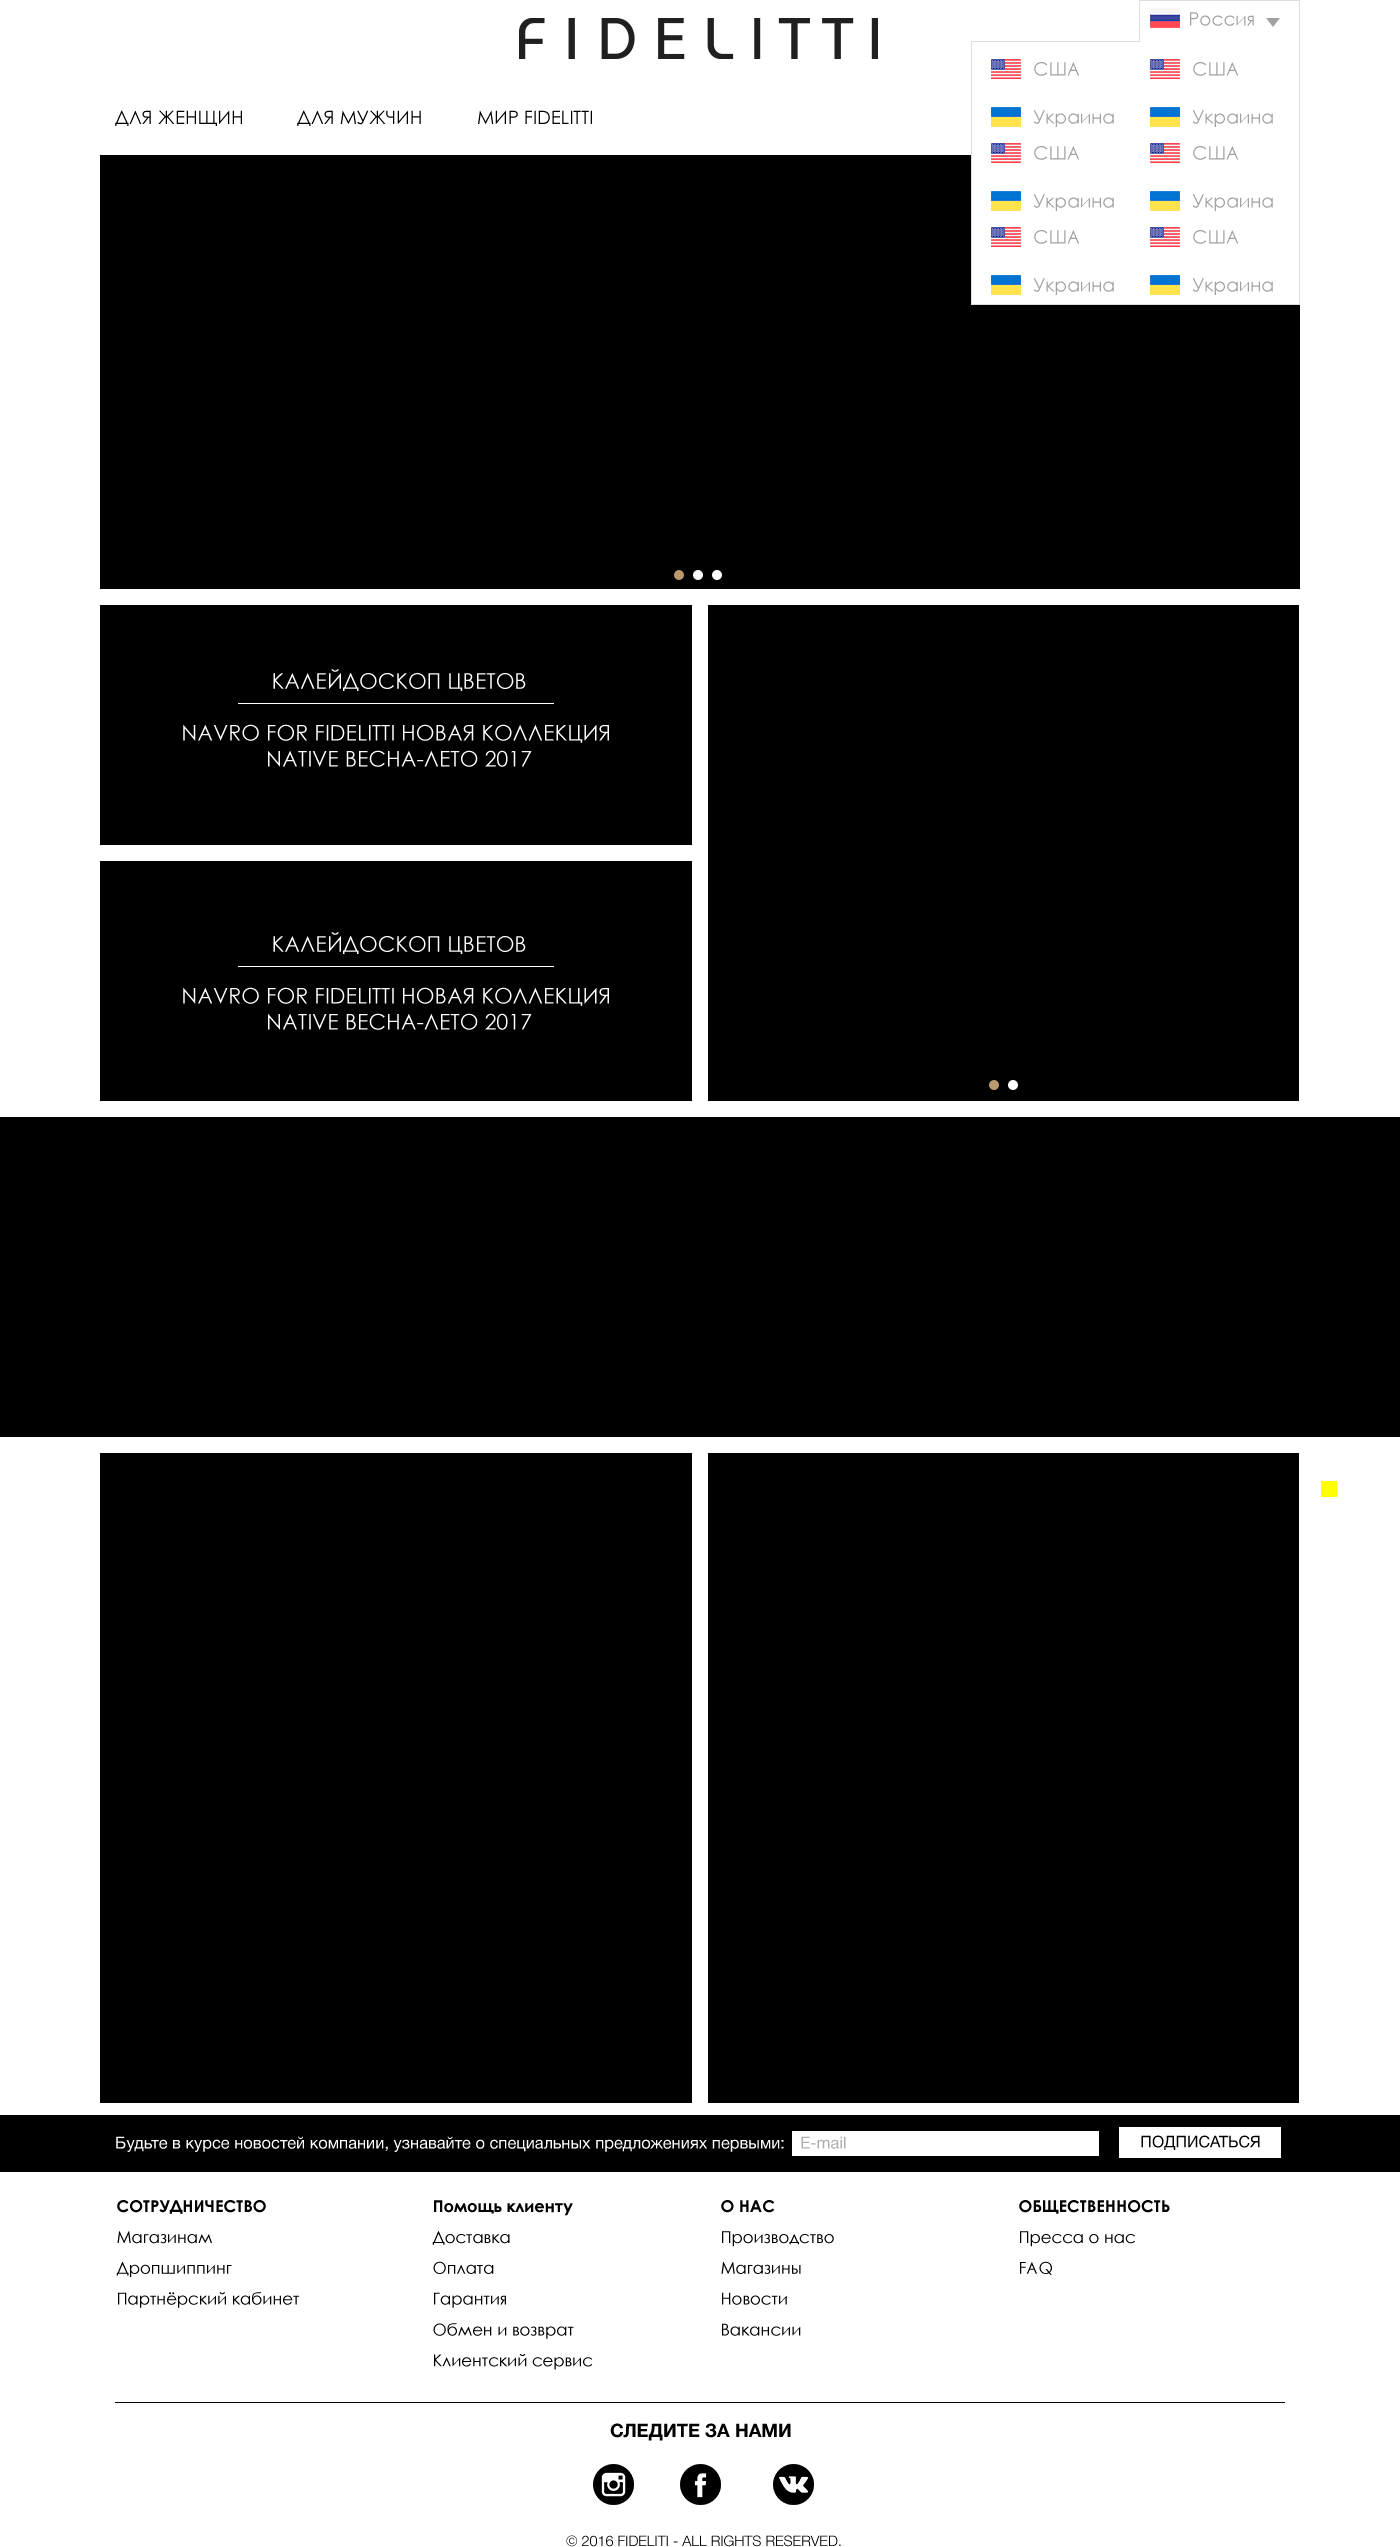 FIDELITTI
Россия
США США
Украина Украина
США США
Украина Украина
США США
Украина Украина
ДЛЯ ЖЕНЩИН ДЛЯ МУЖЧИН МИР FIDELITTI
КАЛЕЙДОСКОП ЦВЕТОВ
NAVRO FOR FIDELITTI НОВАЯ КОЛЛЕКЦИЯ
NATIVE ВЕСНА-ЛЕТО 2017
КАЛЕЙДОСКОП ЦВЕТОВ
NAVRO FOR FIDELITTI НОВАЯ КОЛЛЕКЦИЯ
NATIVE ВЕСНА-ЛЕТО 2017
Будьте в курсе новостей компании, узнавайте о специальных предложениях первыми: E-mail ПОДПИСАТЬСЯ
СОТРУДНИЧЕСТВО
Магазинам
Дропшиппинг
Партнёрский кабинет
Помощь клиенту
Доставка
Оплата
Гарантия
Обмен и возврат
Клиентский сервис
О НАС
Производство
Магазины
Новости
Вакансии
ОБЩЕСТВЕННОСТЬ
Пресса о нас
FAQ
СЛЕДИТЕ ЗА НАМИ
© 2016 FIDELITI - ALL RIGHTS RESERVED.